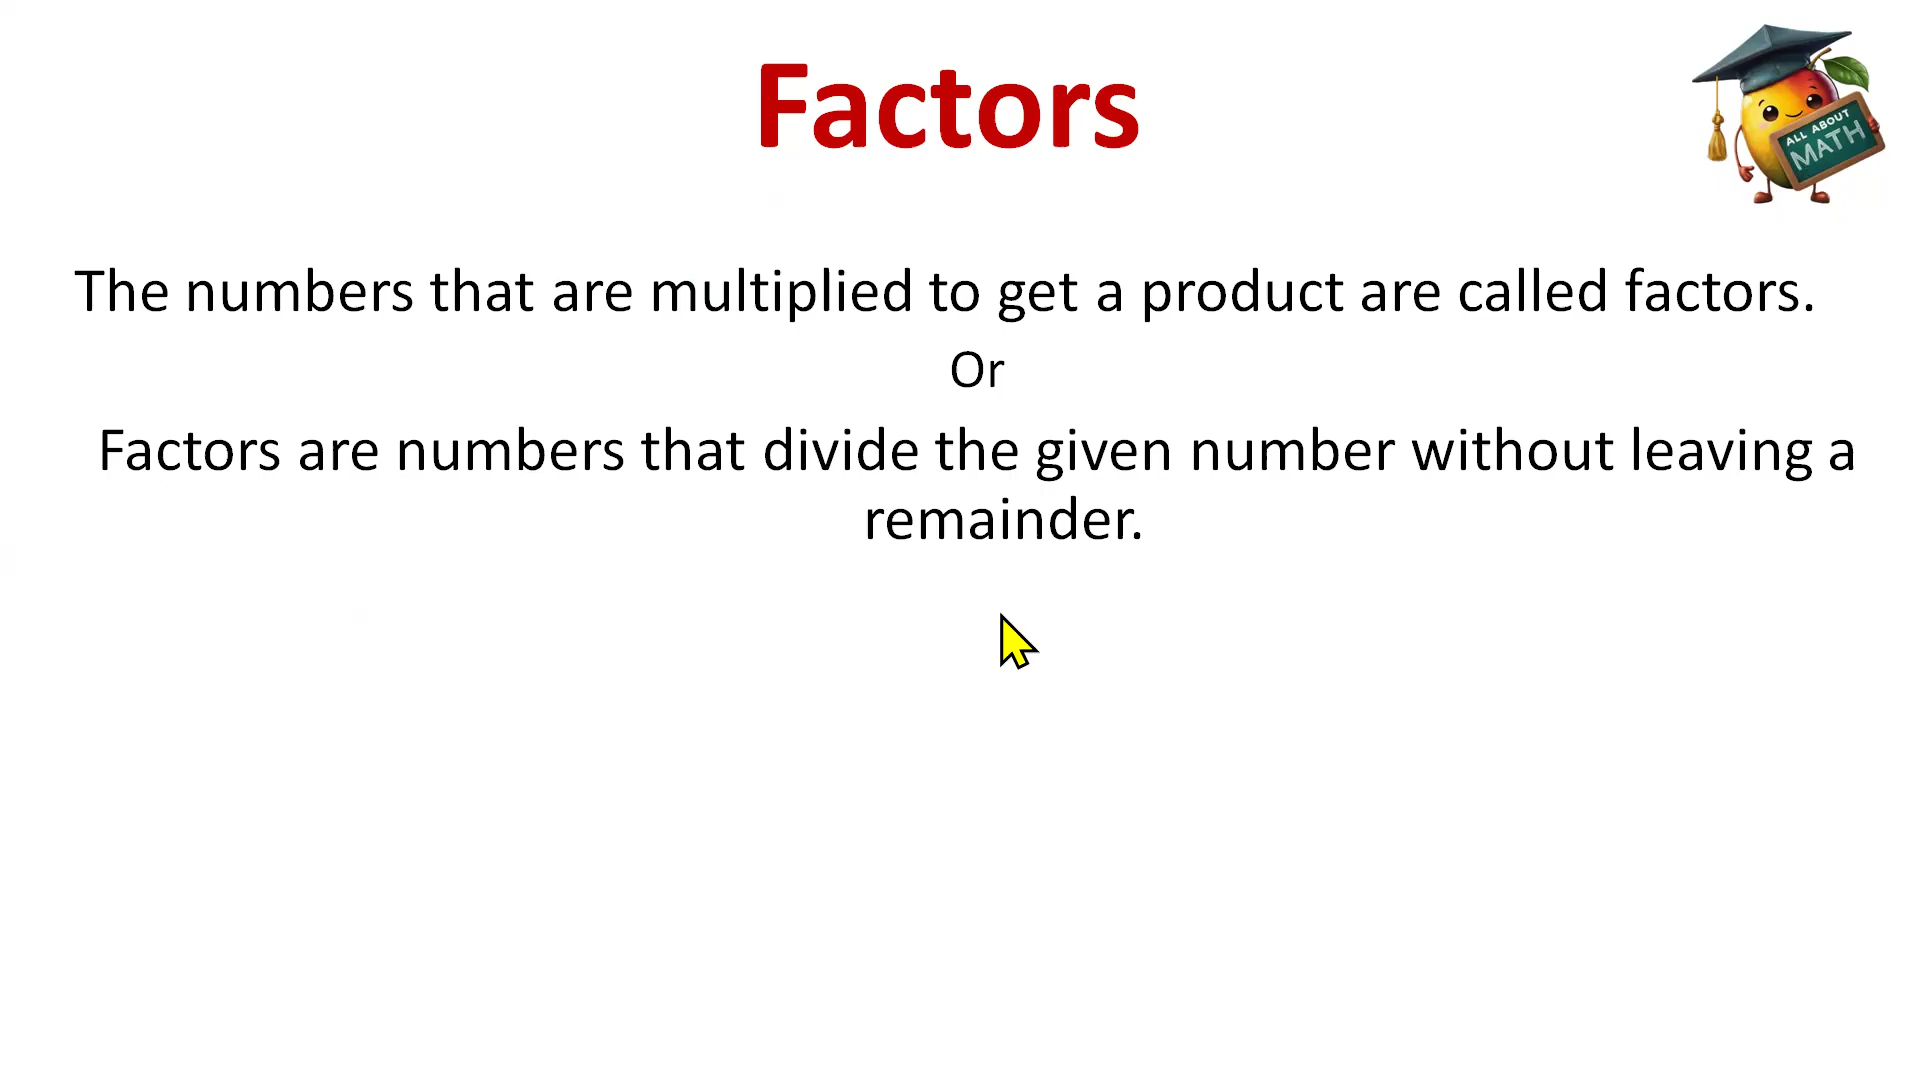 Factors
ALL ABOUT
MATH
The numbers that are multiplied to get a product are called factors.
Or
Factors are numbers that divide the given number without leaving a
remainder.